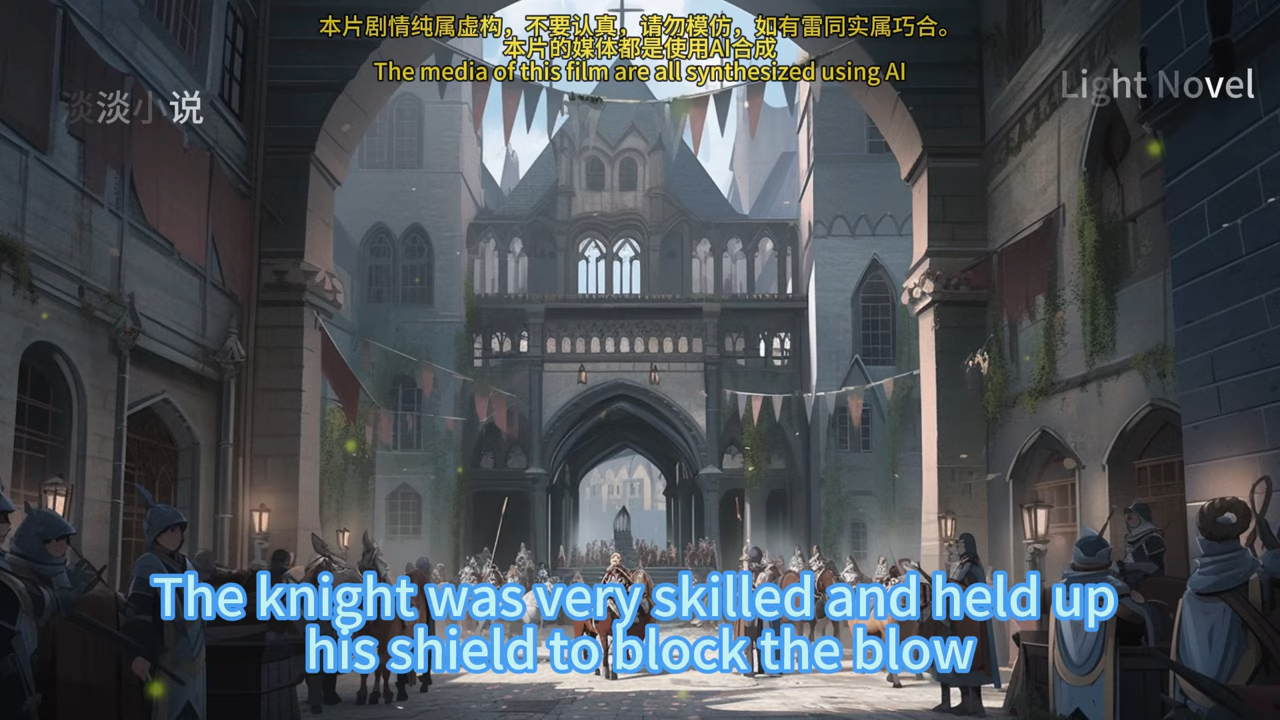 本片剧情纯属虚构，不要认真，请勿模仿，如有雷同实属巧合。
本片的媒体都是使用AI合成
The media of this film are all synthesized using AI
淡淡小说
Light Novel
The knight was very skilled and held up
his shield to block the blow